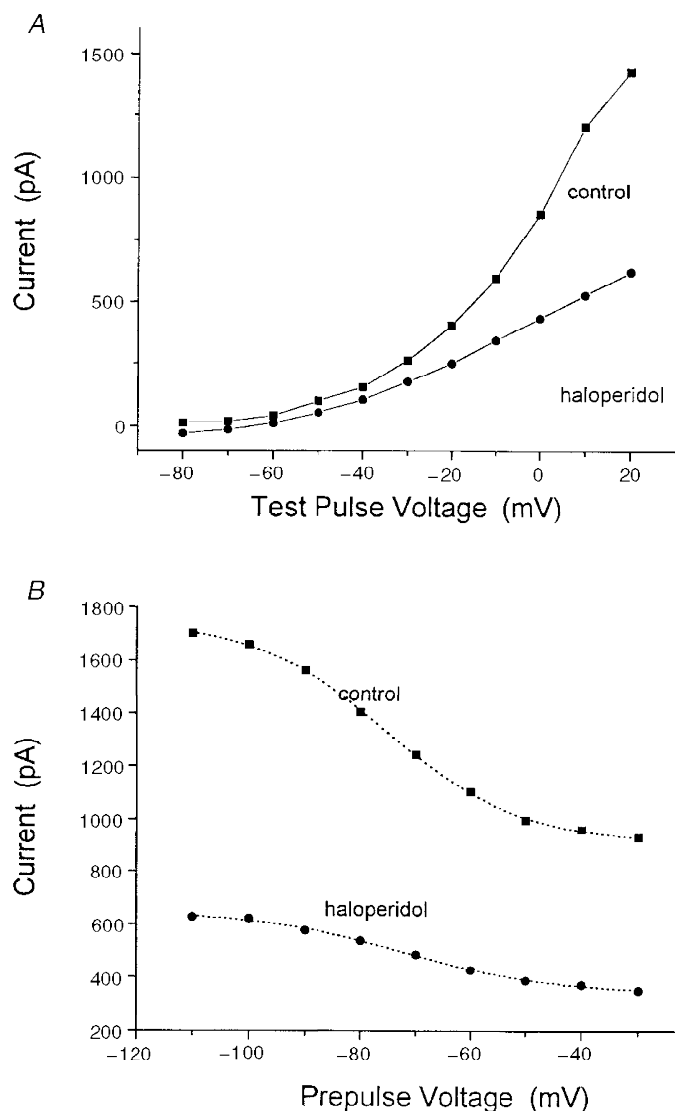 A
1500
1000
500
0
Current (pA)
control
haloperidol
−80 −60 −40 −20 0 20
Test Pulse Voltage (mV)
B
1800
1600
1400
1200
1000
800
600
400
200
Current (pA)
control
haloperidol
−120 −100 −80 −60 −40
Prepulse Voltage (mV)